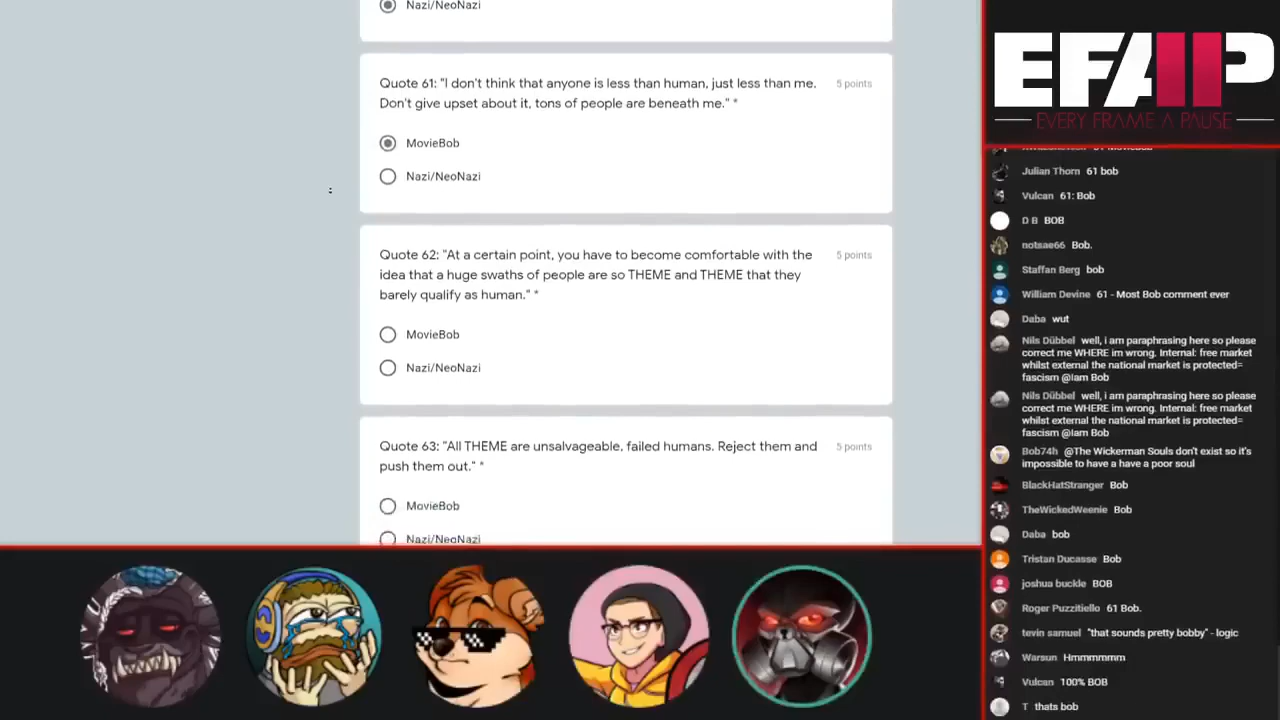 Nazi/NeoNazi
Quote 61: "I don't think that anyone is less than human, just less than me.
Don't give upset about it, tons of people are beneath me." *
5 points
MovieBob
Nazi/NeoNazi
Quote 62: "At a certain point, you have to become comfortable with the
idea that a huge swaths of people are so THEME and THEME that they
barely qualify as human." *
5 points
MovieBob
Nazi/NeoNazi
Quote 63: "All THEME are unsalvageable, failed humans. Reject them and
push them out." *
5 points
MovieBob
Nazi/NeoNazi
EFAP
EVERY FRAME A PAUSE
Julian Thorn 61 bob
Vulcan 61: Bob
D B BOB
notsae66 Bob.
Staffan Berg bob
William Devine 61 - Most Bob comment ever
Daba wut
Nils Dübbel well, i am paraphrasing here so please
correct me WHERE im wrong. Internal: free market
whilst external the national market is protected=
fascism @Iam Bob
Nils Dübbel well, i am paraphrasing here so please
correct me WHERE im wrong. Internal: free market
whilst external the national market is protected=
fascism @Iam Bob
Bob74h @The Wickerman Souls don't exist so it's
impossible to have a have a poor soul
BlackHatStranger Bob
TheWickedWeenie Bob
Daba bob
Tristan Ducasse Bob
joshua buckle BOB
Roger Puzzitiello 61 Bob.
tevin samuel "that sounds pretty bobby" - logic
Warsun Hmmmmmm
Vulcan 100% BOB
T thats bob